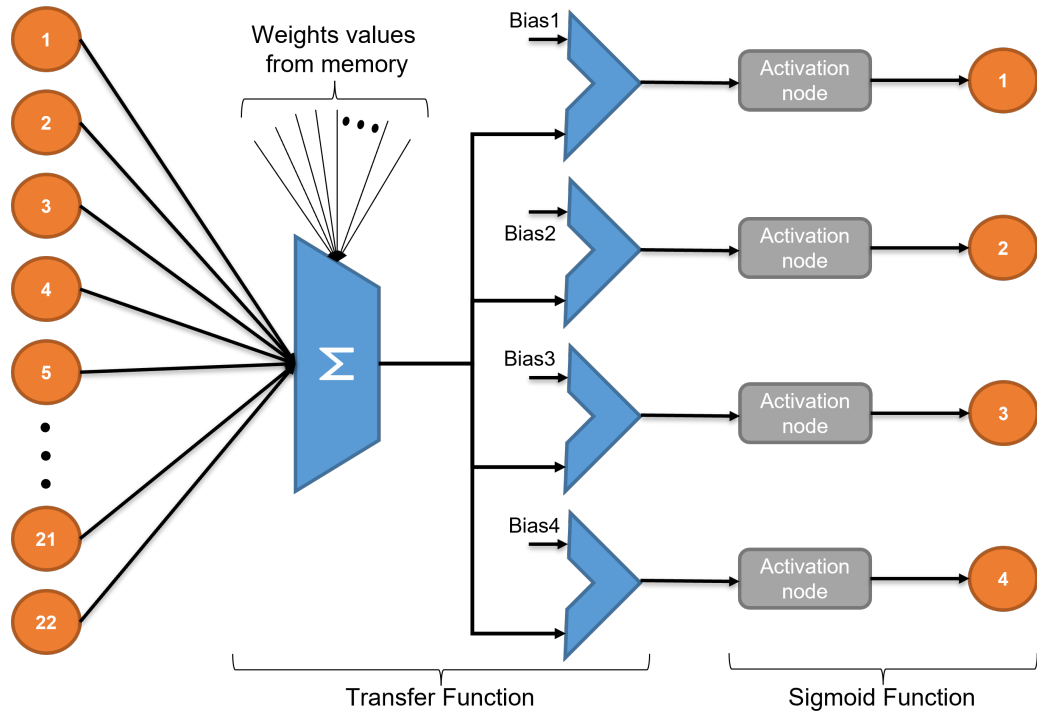 1
2
3
4
5
21
22
Weights values
from memory
Σ
Bias1
Bias2
Bias3
Bias4
Activation
node
Activation
node
Activation
node
Activation
node
1
2
3
4
Transfer Function
Sigmoid Function